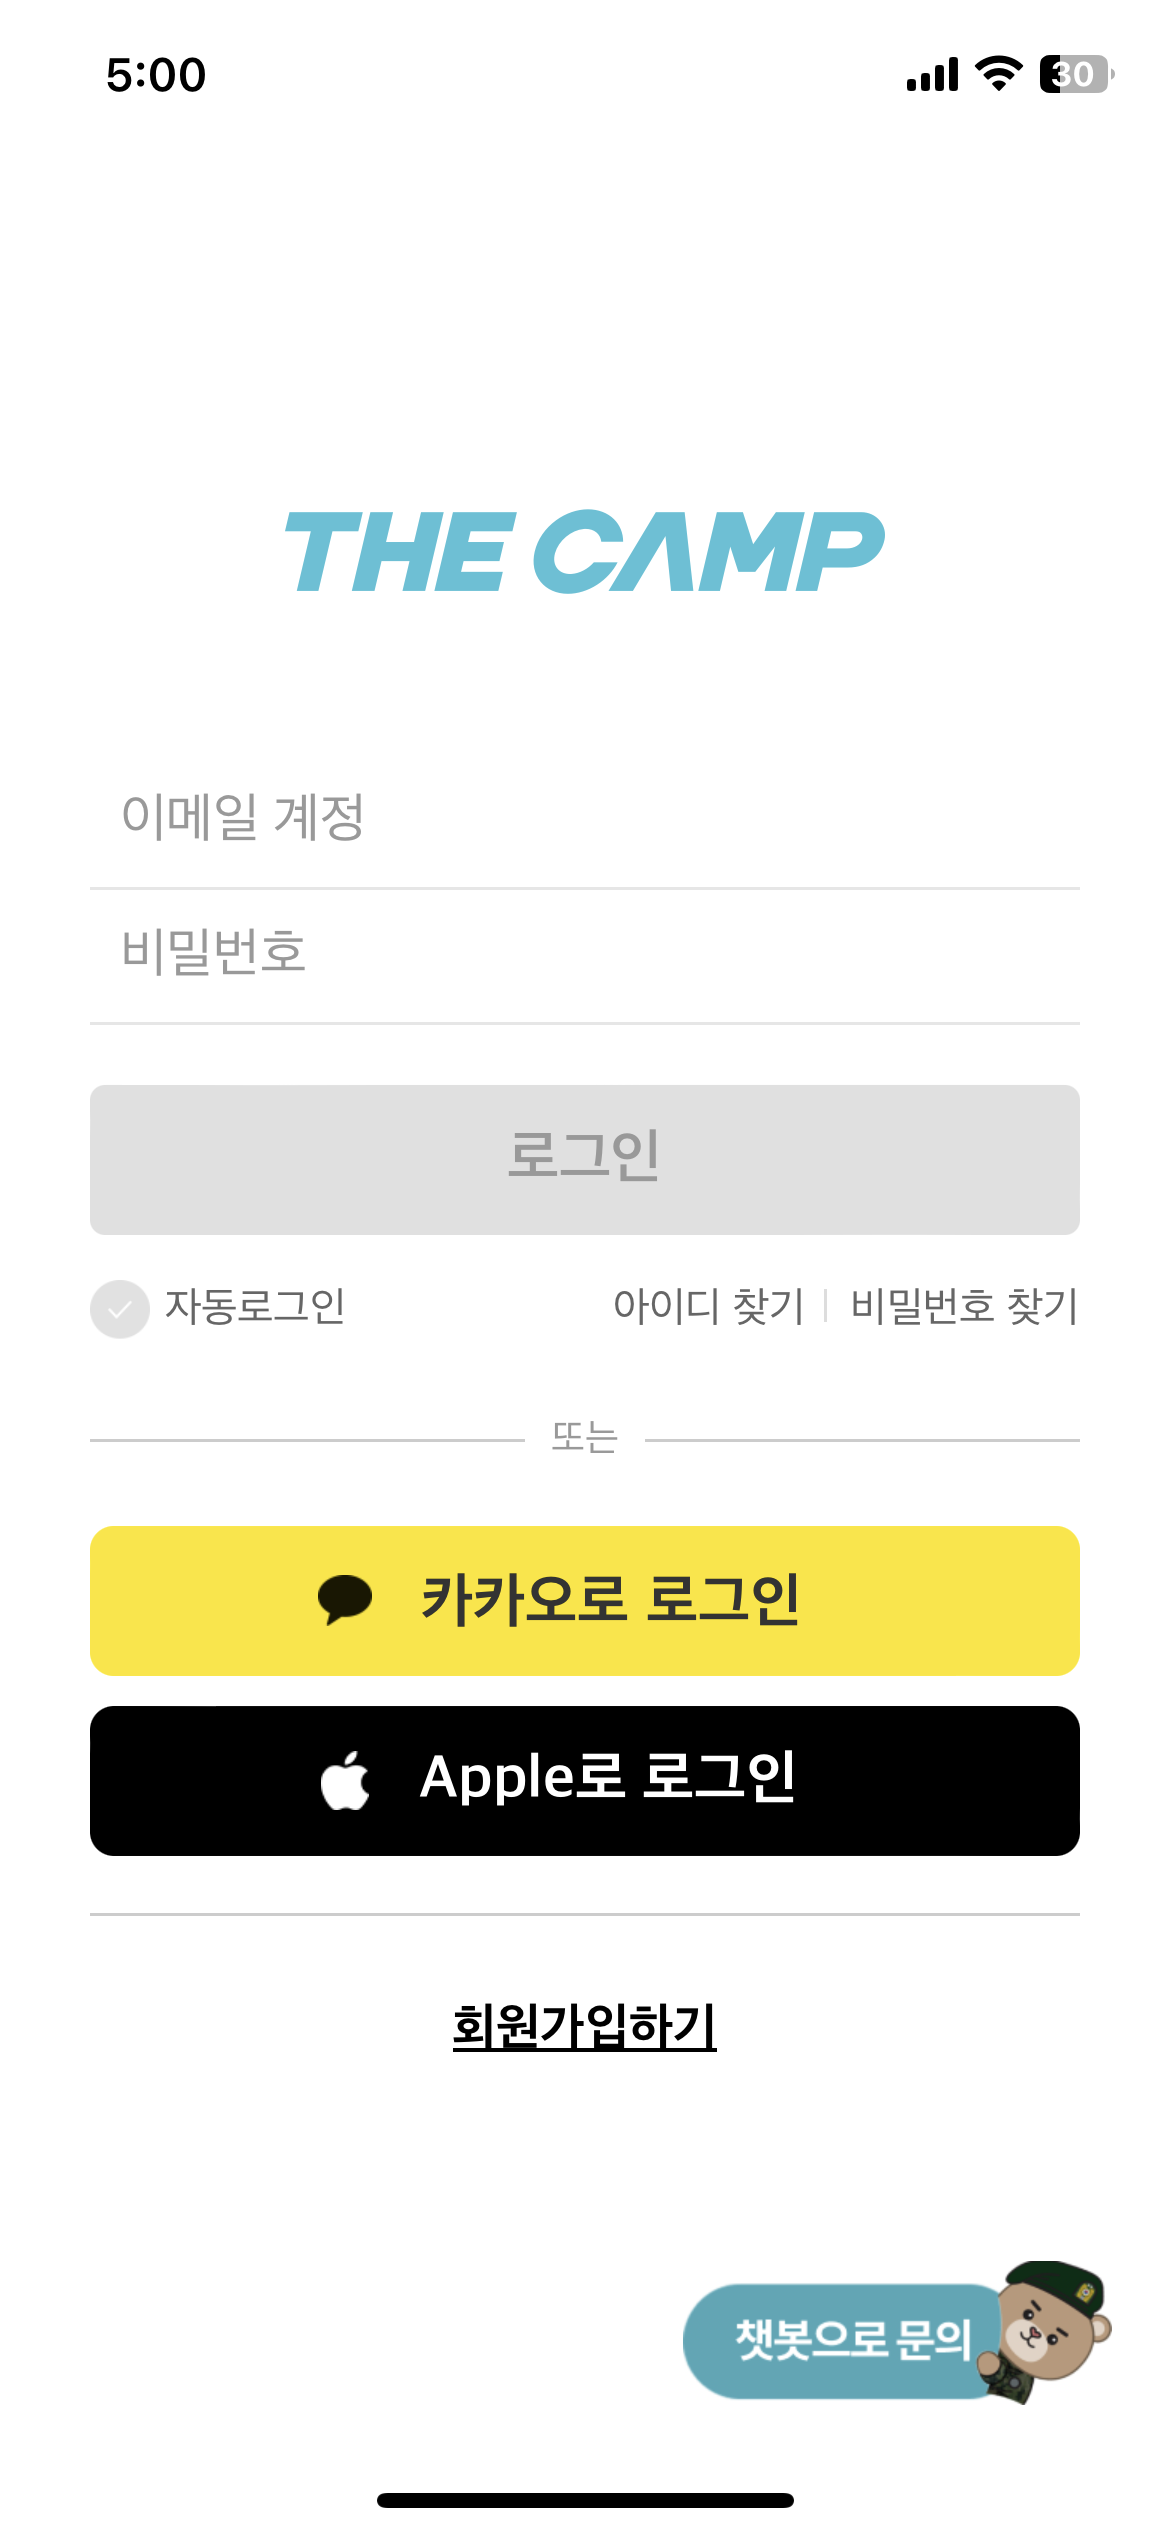 5:00
30
THE CAMP
이메일 계정
비밀번호
로그인
자동로그인 아이디 찾기 | 비밀번호 찾기
또는
카카오로 로그인
Apple로 로그인
회원가입하기
챗봇으로 문의